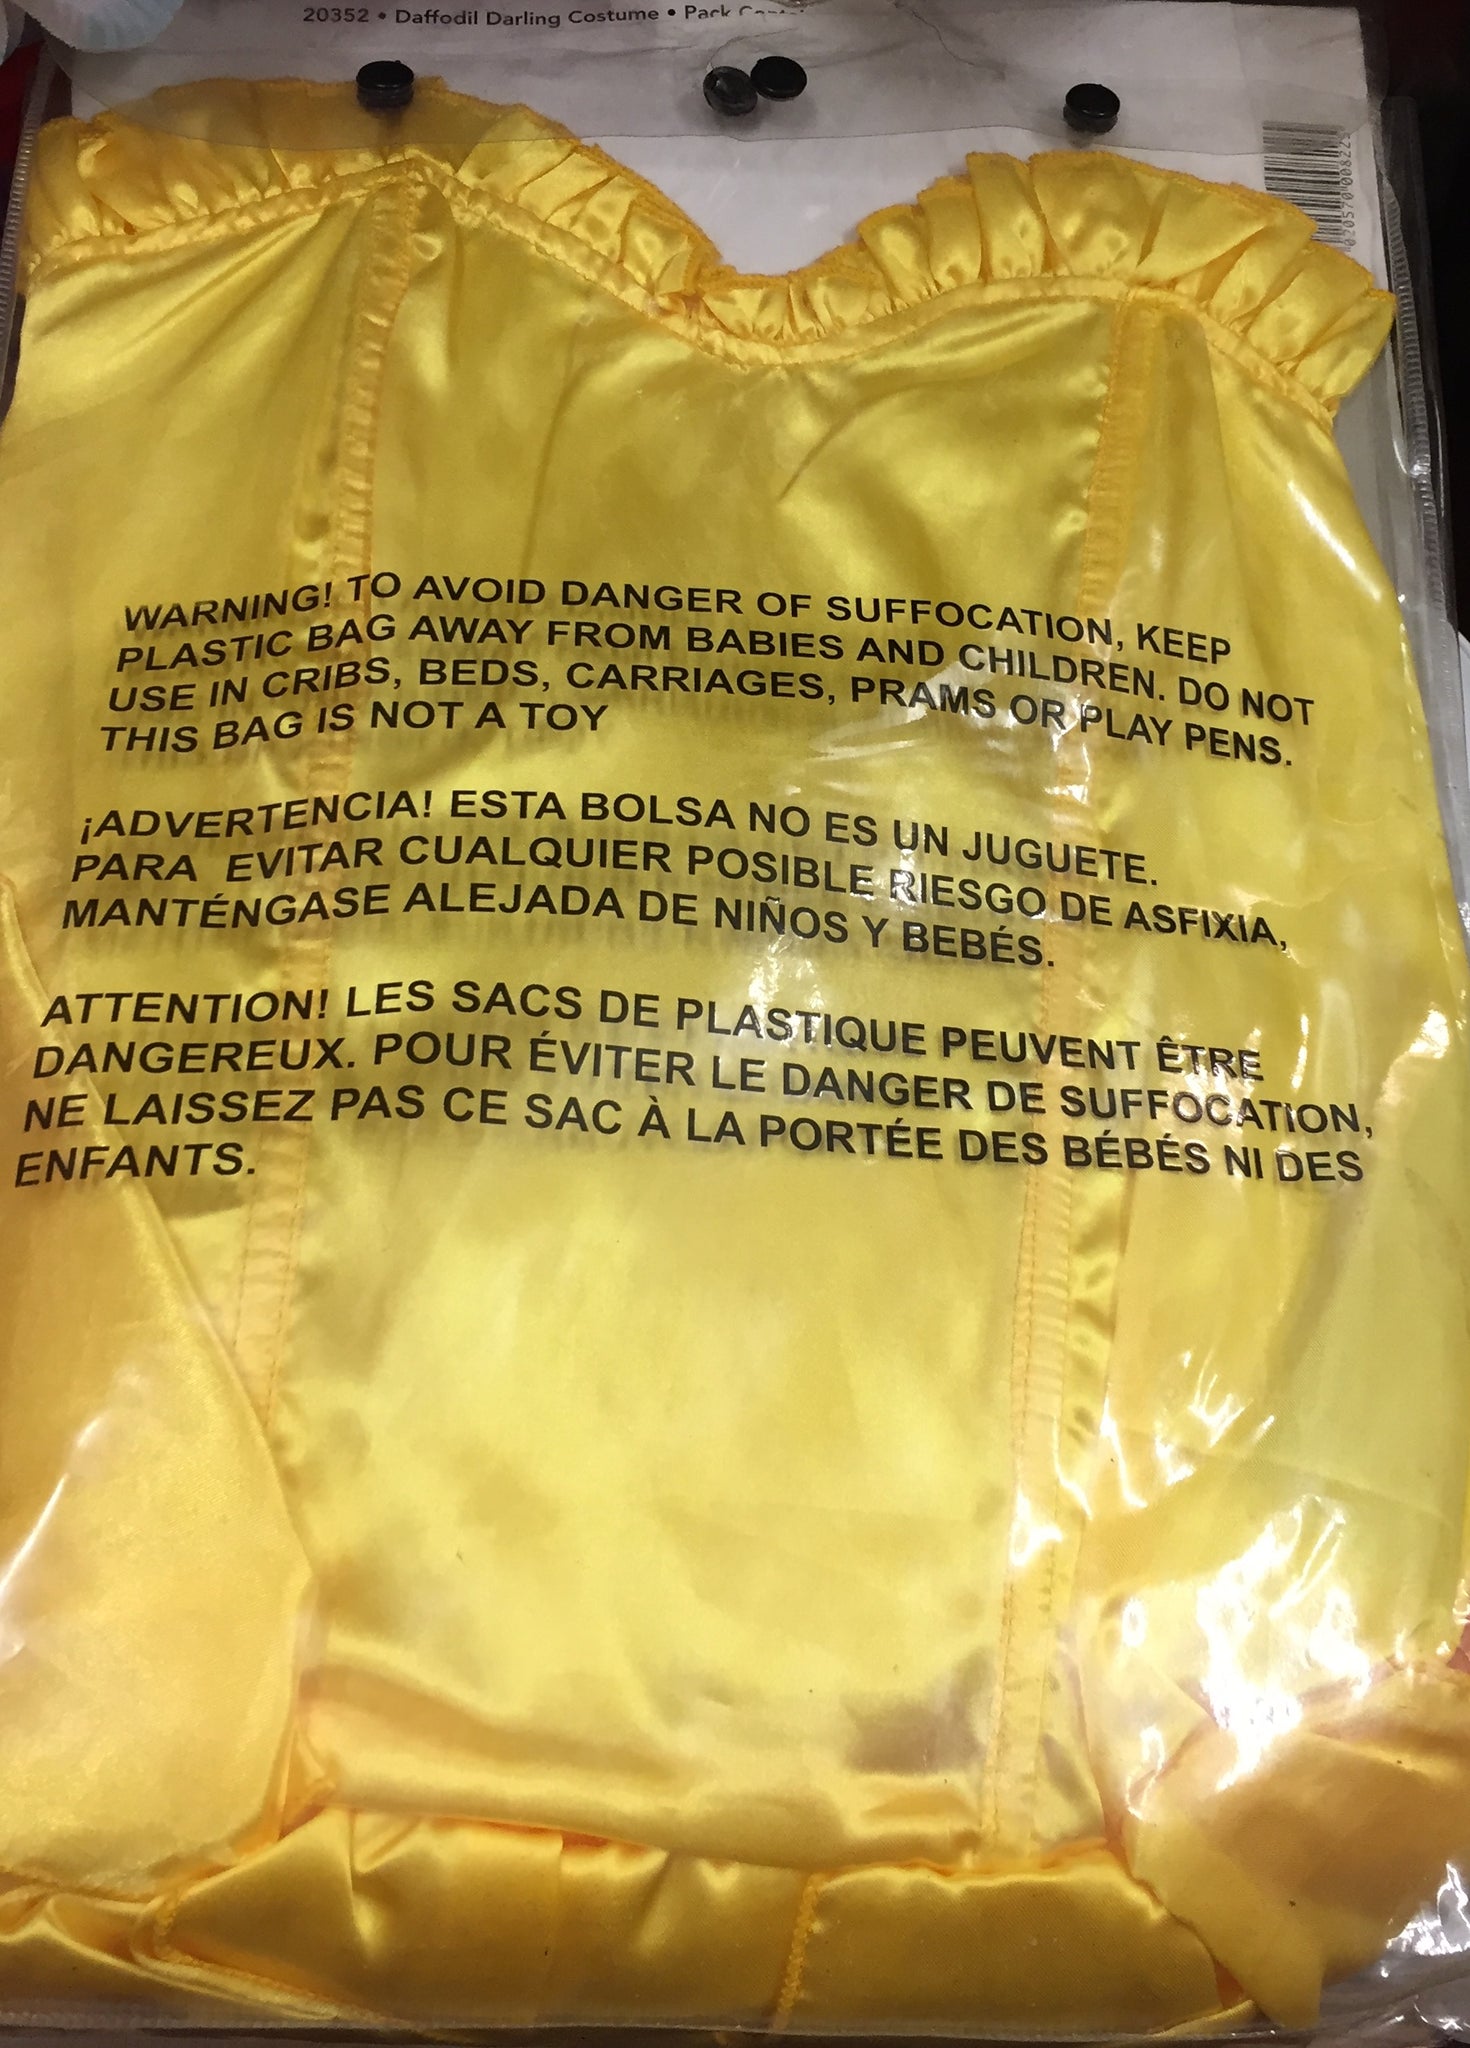 20352 • Daffodil Darling Costume • Pack
020570 008225
WARNING! TO AVOID DANGER OF SUFFOCATION, KEEP
PLASTIC BAG AWAY FROM BABIES AND CHILDREN. DO NOT
USE IN CRIBS, BEDS, CARRIAGES, PRAMS OR PLAY PENS.
THIS BAG IS NOT A TOY
¡ADVERTENCIA! ESTA BOLSA NO ES UN JUGUETE.
PARA EVITAR CUALQUIER POSIBLE RIESGO DE ASFIXIA,
MANTÉNGASE ALEJADA DE NIÑOS Y BEBÉS.
ATTENTION! LES SACS DE PLASTIQUE PEUVENT ÊTRE
DANGEREUX. POUR ÉVITER LE DANGER DE SUFFOCATION,
NE LAISSEZ PAS CE SAC À LA PORTÉE DES BÉBÉS NI DES
ENFANTS.